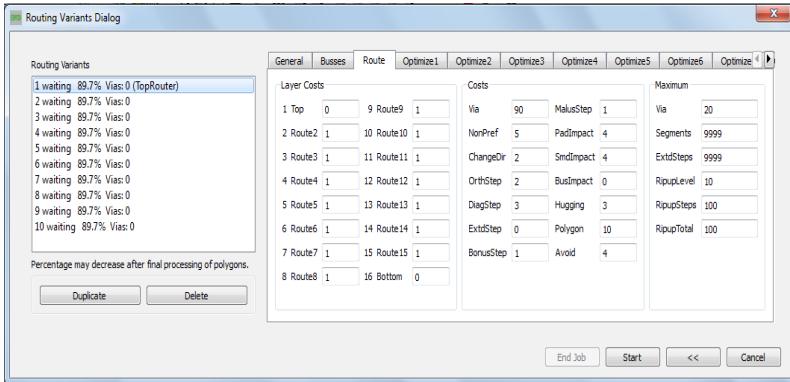 Routing Variants Dialog
Routing Variants
1 waiting 89.7% Vias: 0 (TopRouter)
2 waiting 89.7% Vias: 0
3 waiting 89.7% Vias: 0
4 waiting 89.7% Vias: 0
5 waiting 89.7% Vias: 0
6 waiting 89.7% Vias: 0
7 waiting 89.7% Vias: 0
8 waiting 89.7% Vias: 0
9 waiting 89.7% Vias: 0
10 waiting 89.7% Vias: 0
Percentage may decrease after final processing of polygons.
Duplicate Delete
General Busses Route Optimize1 Optimize2 Optimize3 Optimize4 Optimize5 Optimize6 Optimize
Layer Costs
1 Top 0 9 Route9 1
2 Route2 1 10 Route10 1
3 Route3 1 11 Route11 1
4 Route4 1 12 Route12 1
5 Route5 1 13 Route13 1
6 Route6 1 14 Route14 1
7 Route7 1 15 Route15 1
8 Route8 1 16 Bottom 0
Costs
Via 90 MalusStep 1
NonPref 5 PadImpact 4
ChangeDir 2 SmdImpact 4
OrthStep 2 BusImpact 0
DiagStep 3 Hugging 3
ExtdStep 0 Polygon 10
BonusStep 1 Avoid 4
Maximum
Via 20
Segments 9999
ExtdSteps 9999
RipupLevel 10
RipupSteps 100
RipupTotal 100
End Job Start << Cancel